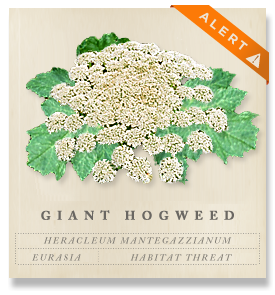 ALERT
GIANT HOGWEED
HERACLEUM MANTEGAZZIANUM
EURASIA HABITAT THREAT